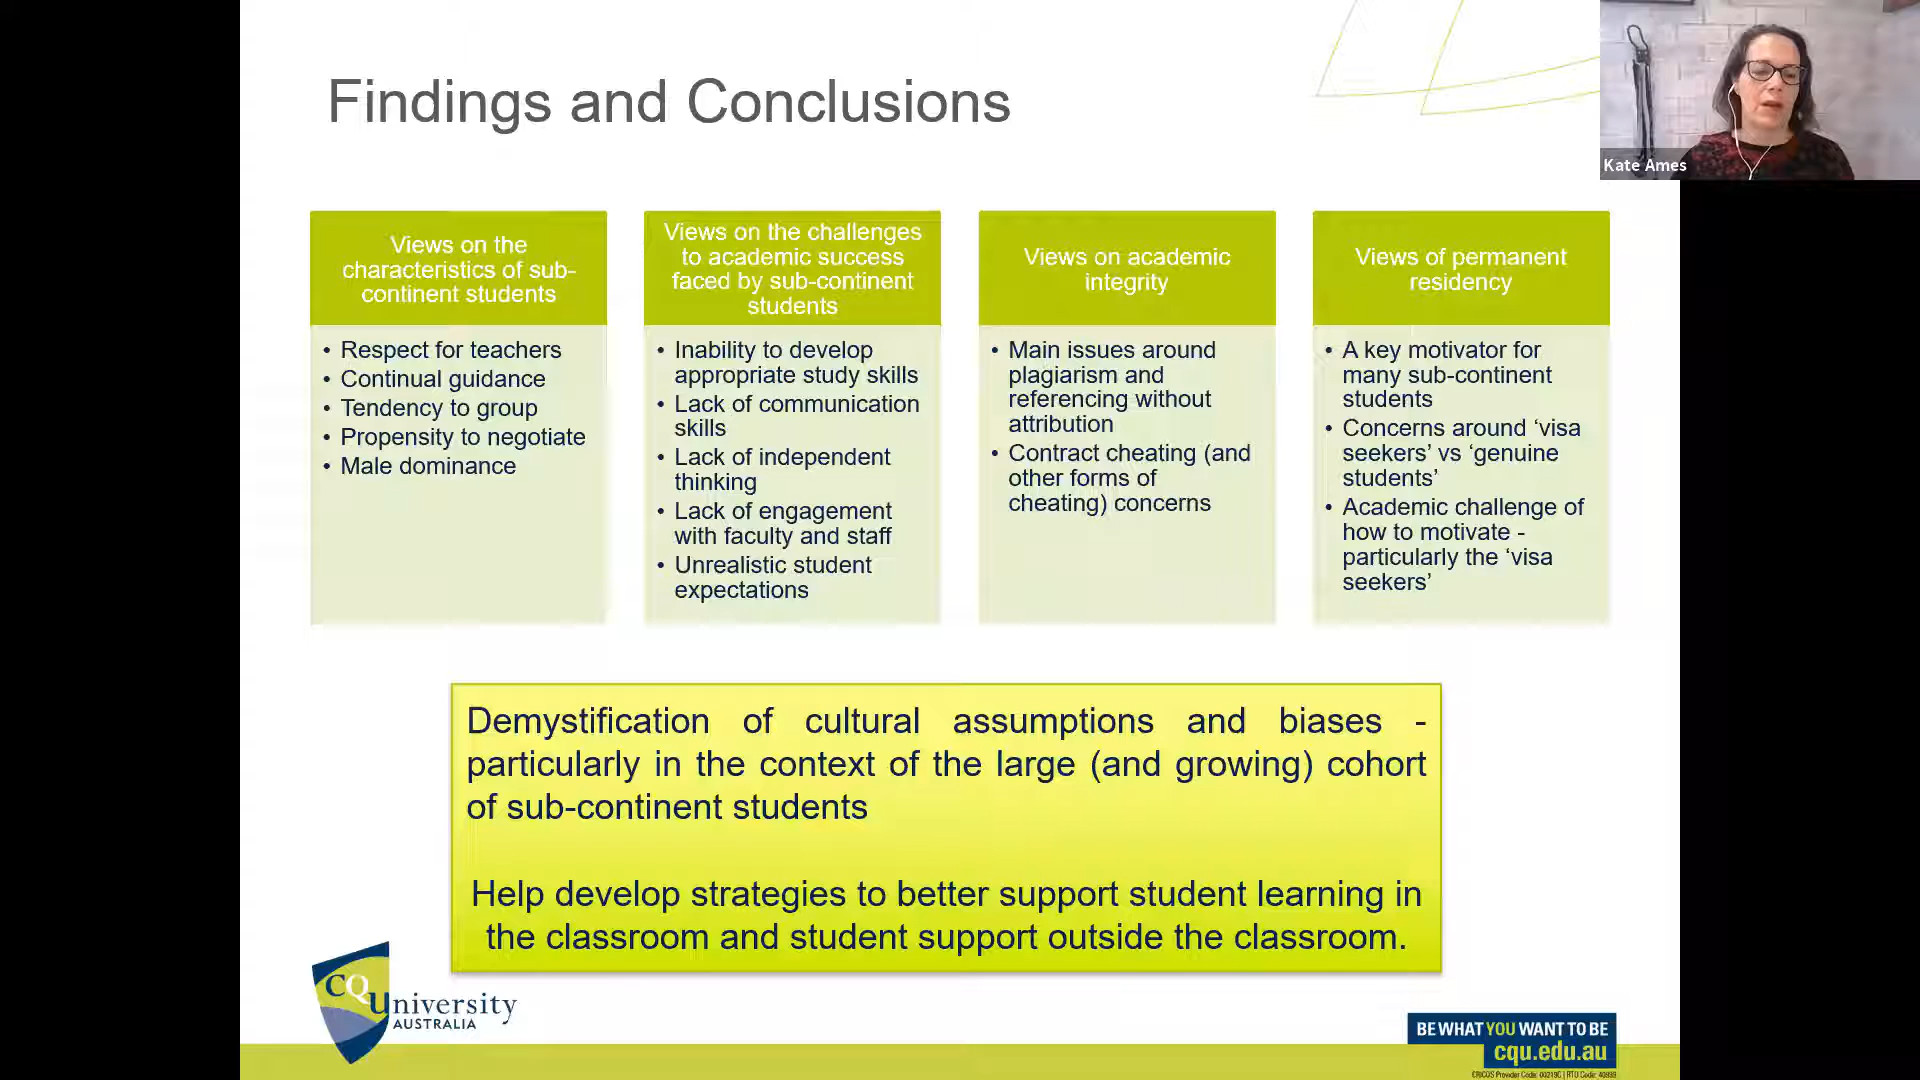 Findings and Conclusions
Kate Ames
Views on the
characteristics of sub-
continent students
• Respect for teachers
• Continual guidance
• Tendency to group
• Propensity to negotiate
• Male dominance
Views on the challenges
to academic success
faced by sub-continent
students
• Inability to develop
appropriate study skills
• Lack of communication
skills
• Lack of independent
thinking
• Lack of engagement
with faculty and staff
• Unrealistic student
expectations
Views on academic
integrity
• Main issues around
plagiarism and
referencing without
attribution
• Contract cheating (and
other forms of
cheating) concerns
Views of permanent
residency
• A key motivator for
many sub-continent
students
• Concerns around ‘visa
seekers’ vs ‘genuine
students’
• Academic challenge of
how to motivate -
particularly the ‘visa
seekers’
Demystification of cultural assumptions and biases -
particularly in the context of the large (and growing) cohort
of sub-continent students
Help develop strategies to better support student learning in
the classroom and student support outside the classroom.
CQUniversity
AUSTRALIA
BE WHAT YOU WANT TO BE
cqu.edu.au
CRICOS Provider Code: 00219C | RTO Code: 40939